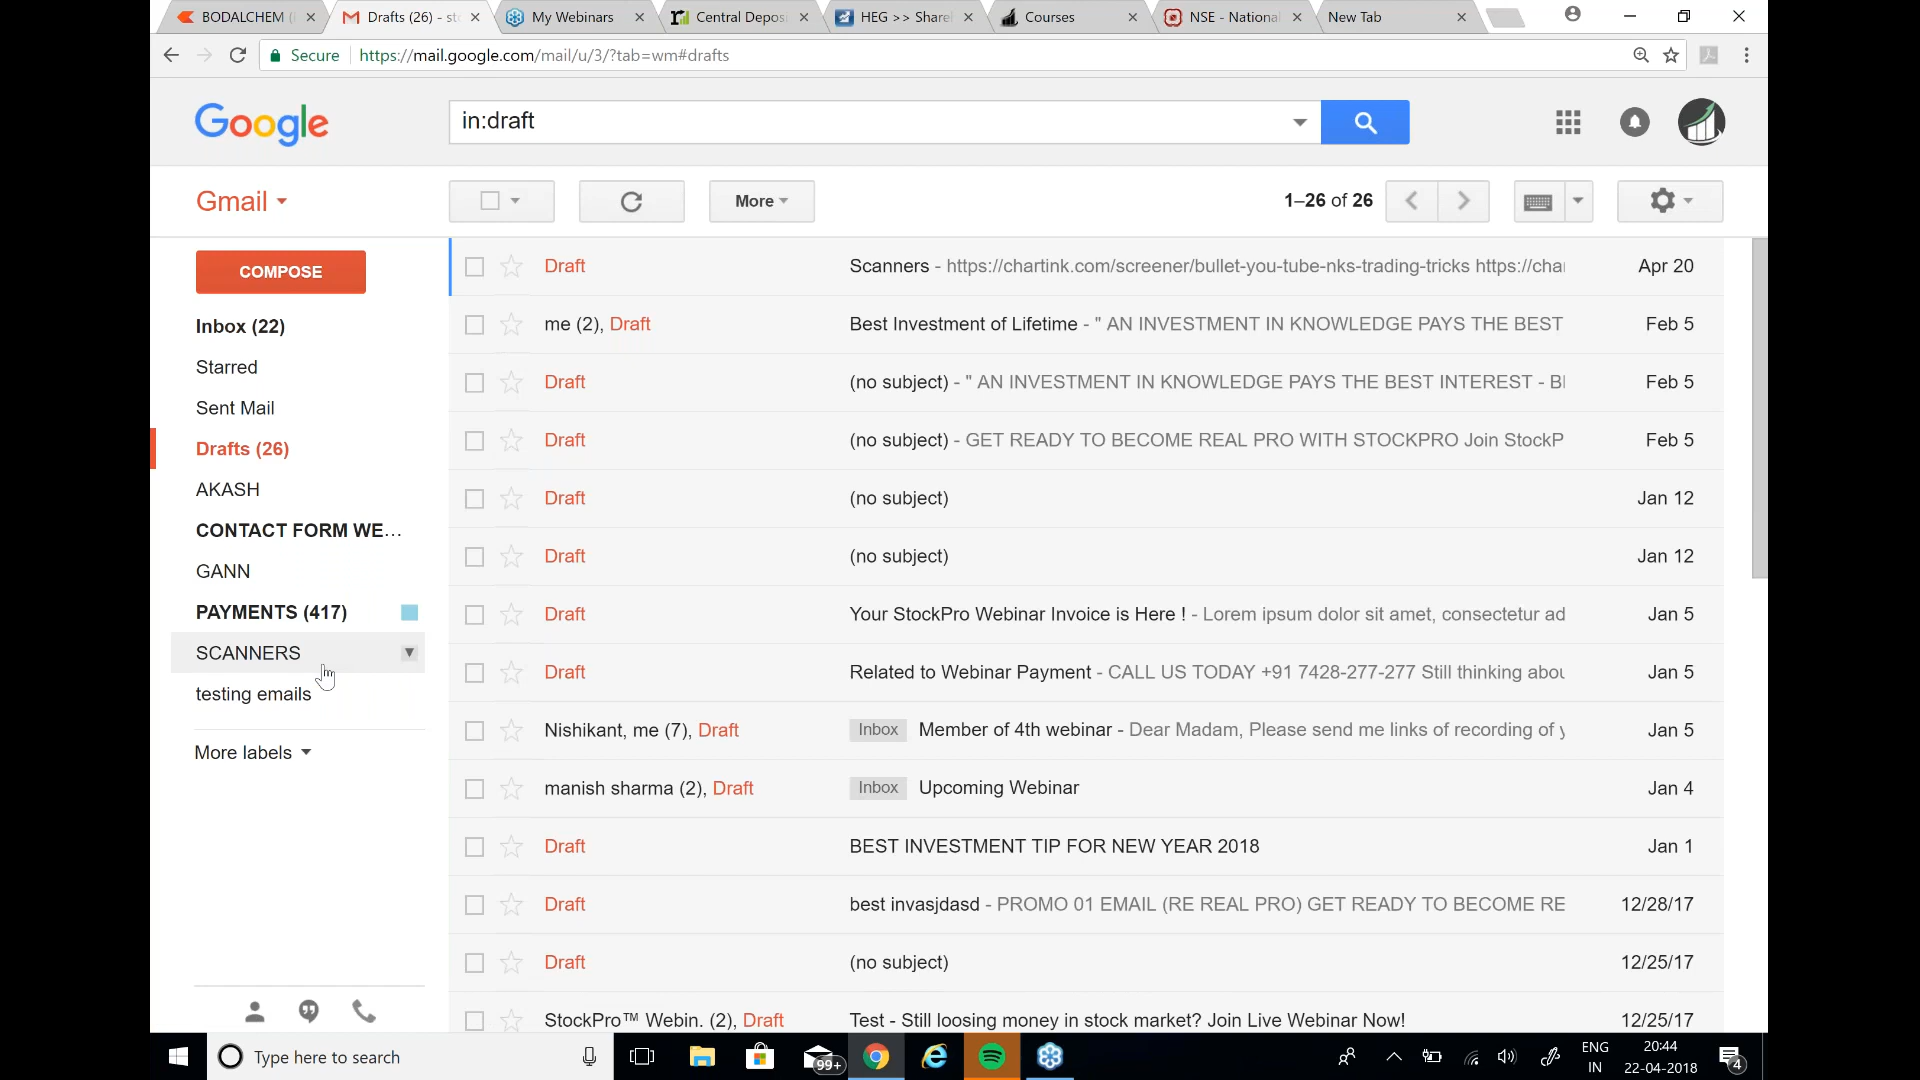 BODALCHEM (
Drafts (26) - st
My Webinars
Central Deposi
HEG >> Share
Courses
NSE - Nationa
New Tab
Secure
https://mail.google.com/mail/u/3/?tab=wm#drafts
Google
in:draft
Gmail
More
1–26 of 26
COMPOSE
Inbox (22)
Starred
Sent Mail
Drafts (26)
AKASH
CONTACT FORM WE...
GANN
PAYMENTS (417)
SCANNERS
testing emails
More labels
Draft Scanners - https://chartink.com/screener/bullet-you-tube-nks-trading-tricks https://cha Apr 20
me (2), Draft Best Investment of Lifetime - " AN INVESTMENT IN KNOWLEDGE PAYS THE BEST Feb 5
Draft (no subject) - " AN INVESTMENT IN KNOWLEDGE PAYS THE BEST INTEREST - B Feb 5
Draft (no subject) - GET READY TO BECOME REAL PRO WITH STOCKPRO Join StockP Feb 5
Draft (no subject) Jan 12
Draft (no subject) Jan 12
Draft Your StockPro Webinar Invoice is Here ! - Lorem ipsum dolor sit amet, consectetur ad Jan 5
Draft Related to Webinar Payment - CALL US TODAY +91 7428-277-277 Still thinking abou Jan 5
Nishikant, me (7), Draft Inbox Member of 4th webinar - Dear Madam, Please send me links of recording of y Jan 5
manish sharma (2), Draft Inbox Upcoming Webinar Jan 4
Draft BEST INVESTMENT TIP FOR NEW YEAR 2018 Jan 1
Draft best invasjdasd - PROMO 01 EMAIL (RE REAL PRO) GET READY TO BECOME RE 12/28/17
Draft (no subject) 12/25/17
StockPro™ Webin. (2), Draft Test - Still loosing money in stock market? Join Live Webinar Now! 12/25/17
Type here to search
99+
ENG
IN
20:44
22-04-2018
4